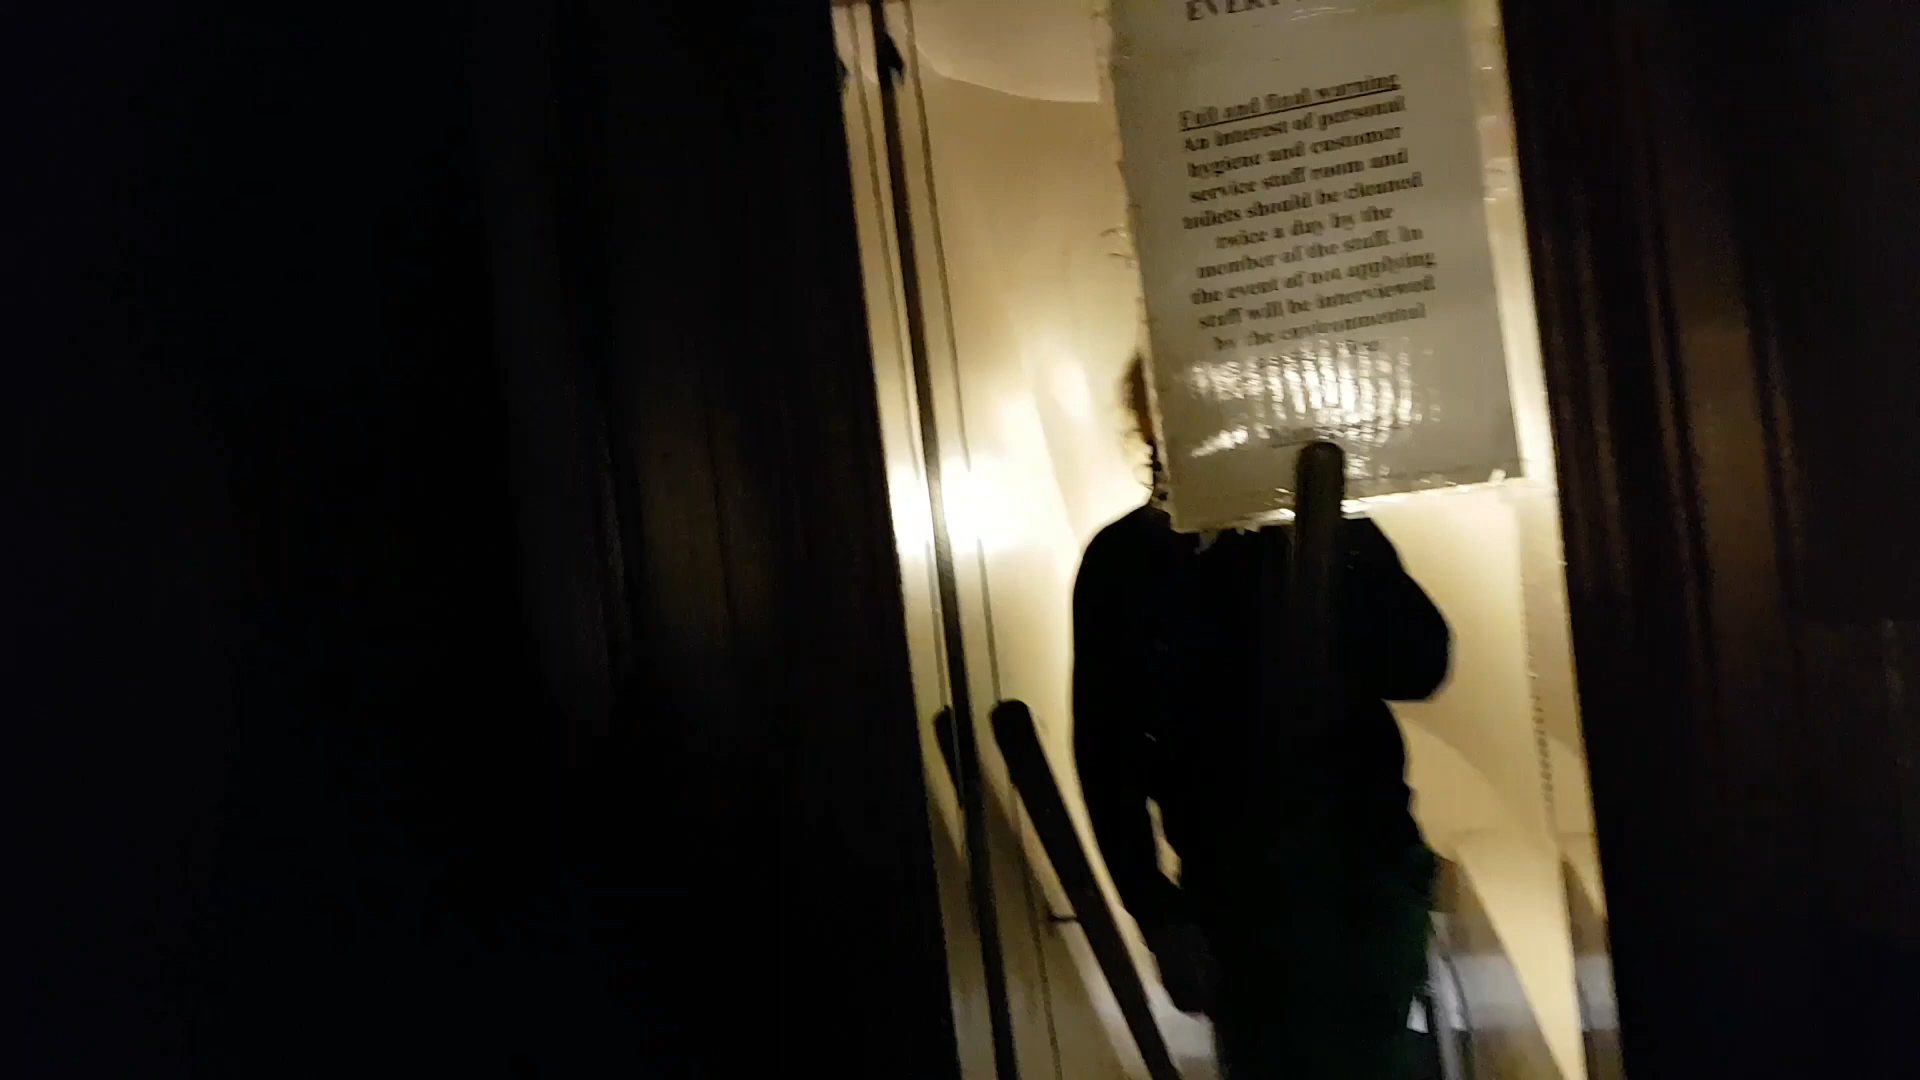 EVERY
Full and final warning
An interest of personal
hygiene and customer
service staff room and
toilets should be cleaned
twice a day by the
member of the staff. In
the event of not applying
staff will be interviewed
by the environmental